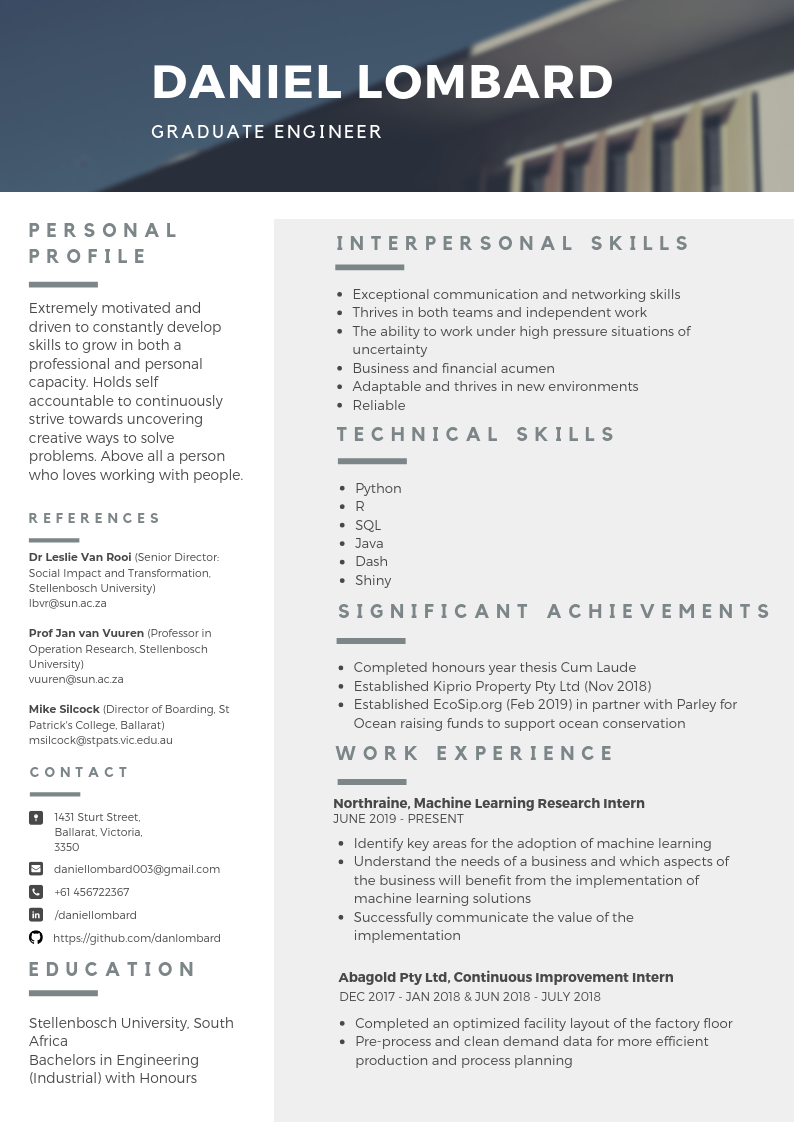 DANIEL LOMBARD
GRADUATE ENGINEER
PERSONAL
PROFILE
Extremely motivated and
driven to constantly develop
skills to grow in both a
professional and personal
capacity. Holds self
accountable to continuously
strive towards uncovering
creative ways to solve
problems. Above all a person
who loves working with people.
REFERENCES
Dr Leslie Van Rooi (Senior Director:
Social Impact and Transformation,
Stellenbosch University)
lbvr@sun.ac.za
Prof Jan van Vuuren (Professor in
Operation Research, Stellenbosch
University)
vuuren@sun.ac.za
Mike Silcock (Director of Boarding, St
Patrick's College, Ballarat)
msilcock@stpats.vic.edu.au
CONTACT
1431 Sturt Street,
Ballarat, Victoria,
3350
daniellombard003@gmail.com
+61 456722367
in /daniellombard
https://github.com/danlombard
EDUCATION
Stellenbosch University, South
Africa
Bachelors in Engineering
(Industrial) with Honours
INTERPERSONAL SKILLS
• Exceptional communication and networking skills
• Thrives in both teams and independent work
• The ability to work under high pressure situations of
uncertainty
• Business and financial acumen
• Adaptable and thrives in new environments
• Reliable
TECHNICAL SKILLS
• Python
• R
• SQL
• Java
• Dash
• Shiny
SIGNIFICANT ACHIEVEMENTS
• Completed honours year thesis Cum Laude
• Established Kiprio Property Pty Ltd (Nov 2018)
• Established EcoSip.org (Feb 2019) in partner with Parley for
Ocean raising funds to support ocean conservation
WORK EXPERIENCE
Northraine, Machine Learning Research Intern
JUNE 2019 - PRESENT
• Identify key areas for the adoption of machine learning
• Understand the needs of a business and which aspects of
the business will benefit from the implementation of
machine learning solutions
• Successfully communicate the value of the
implementation
Abagold Pty Ltd, Continuous Improvement Intern
DEC 2017 - JAN 2018 & JUN 2018 - JULY 2018
• Completed an optimized facility layout of the factory floor
• Pre-process and clean demand data for more efficient
production and process planning